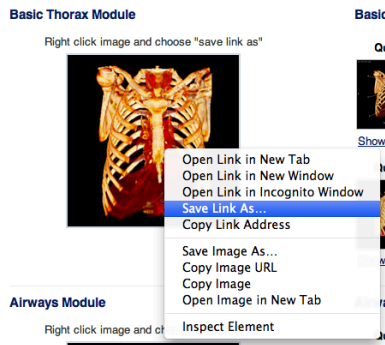 Basic Thorax Module
Basic
Right click image and choose "save link as"
Show
Open Link in New Tab
Open Link in New Window
Open Link in Incognito Window
Save Link As...
Copy Link Address
Save Image As...
Copy Image URL
Copy Image
Open Image in New Tab
Inspect Element
Airways Module
Right click image and ch